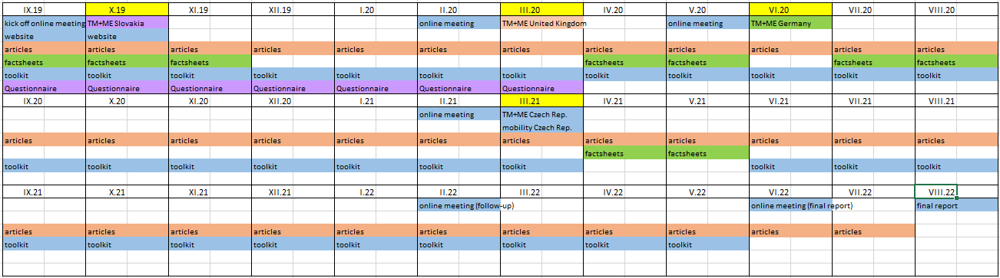 IX.19 X.19 XI.19 XII.19 I.20 II.20 III.20 IV.20 V.20 VI.20 VII.20 VIII.20
kick off online meeting TM+ME Slovakia online meeting TM+ME United Kingdom online meeting TM+ME Germany
website website
articles articles articles articles articles articles articles articles articles articles articles articles
factsheets factsheets factsheets factsheets factsheets factsheets factsheets
toolkit toolkit toolkit toolkit toolkit toolkit toolkit toolkit toolkit toolkit toolkit toolkit
Questionnaire Questionnaire Questionnaire Questionnaire Questionnaire Questionnaire Questionnaire
IX.20 X.20 XI.20 XII.20 I.21 II.21 III.21 IV.21 V.21 VI.21 VII.21 VIII.21
online meeting TM+ME Czech Rep.
mobility Czech Rep.
articles articles articles articles articles articles articles articles articles articles articles articles
factsheets factsheets
toolkit toolkit toolkit toolkit toolkit toolkit toolkit toolkit toolkit toolkit
IX.21 X.21 XI.21 XII.21 I.22 II.22 III.22 IV.22 V.22 VI.22 VII.22 VIII.22
online meeting (follow-up) online meeting (final report) final report
articles articles articles articles articles articles articles articles articles articles articles
toolkit toolkit toolkit toolkit toolkit toolkit toolkit toolkit toolkit